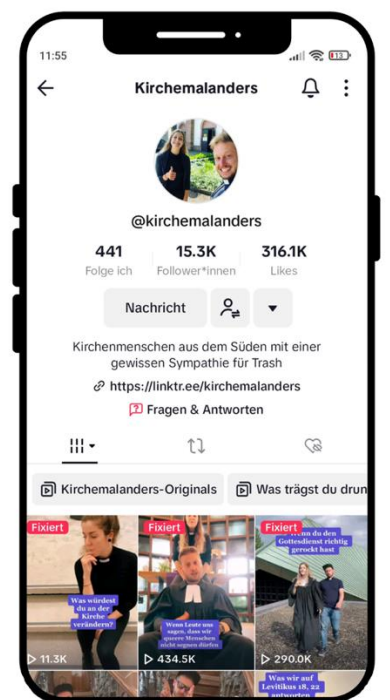 11:55
13
Kirchemalanders
@kirchemalanders
441
15.3K
316.1K
Folge ich
Follower*innen
Likes
Nachricht
Kirchenmenschen aus dem Süden mit einer
gewissen Sympathie für Trash
https://linktr.ee/kirchemalanders
Fragen & Antworten
Kirchemalanders-Originals
Was trägst du drun
Fixiert
Was würdest
du an der
Kirche
verändern?
11.3K
Fixiert
Wenn Leute uns
sagen, dass wir
queere Menschen
nicht segnen dürfen
434.5K
Fixiert
Wenn du den
Gottesdienst richtig
gerockt hast
290.0K
Was wir auf
Levitikus 18, 22
antworten